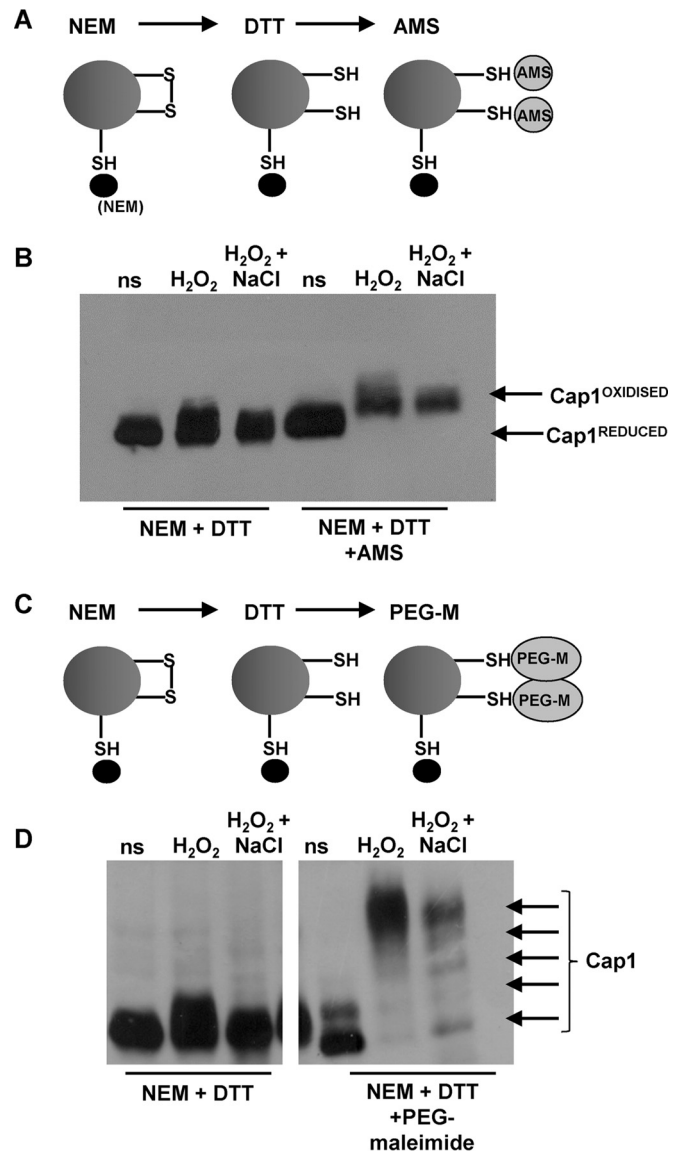 A
NEM DTT AMS
S
S
SH
(NEM)
SH
SH
SH
SH AMS
SH AMS
SH
B
ns H₂O₂ H₂O₂ + NaCl ns H₂O₂ H₂O₂ + NaCl
Cap1OXIDISED
Cap1REDUCED
NEM + DTT
NEM + DTT
+AMS
C
NEM DTT PEG-M
S
S
SH
SH
SH
SH
SH PEG-M
SH PEG-M
SH
D
ns H₂O₂ H₂O₂ + NaCl ns H₂O₂ H₂O₂ + NaCl
Cap1
NEM + DTT
NEM + DTT
+PEG-
maleimide